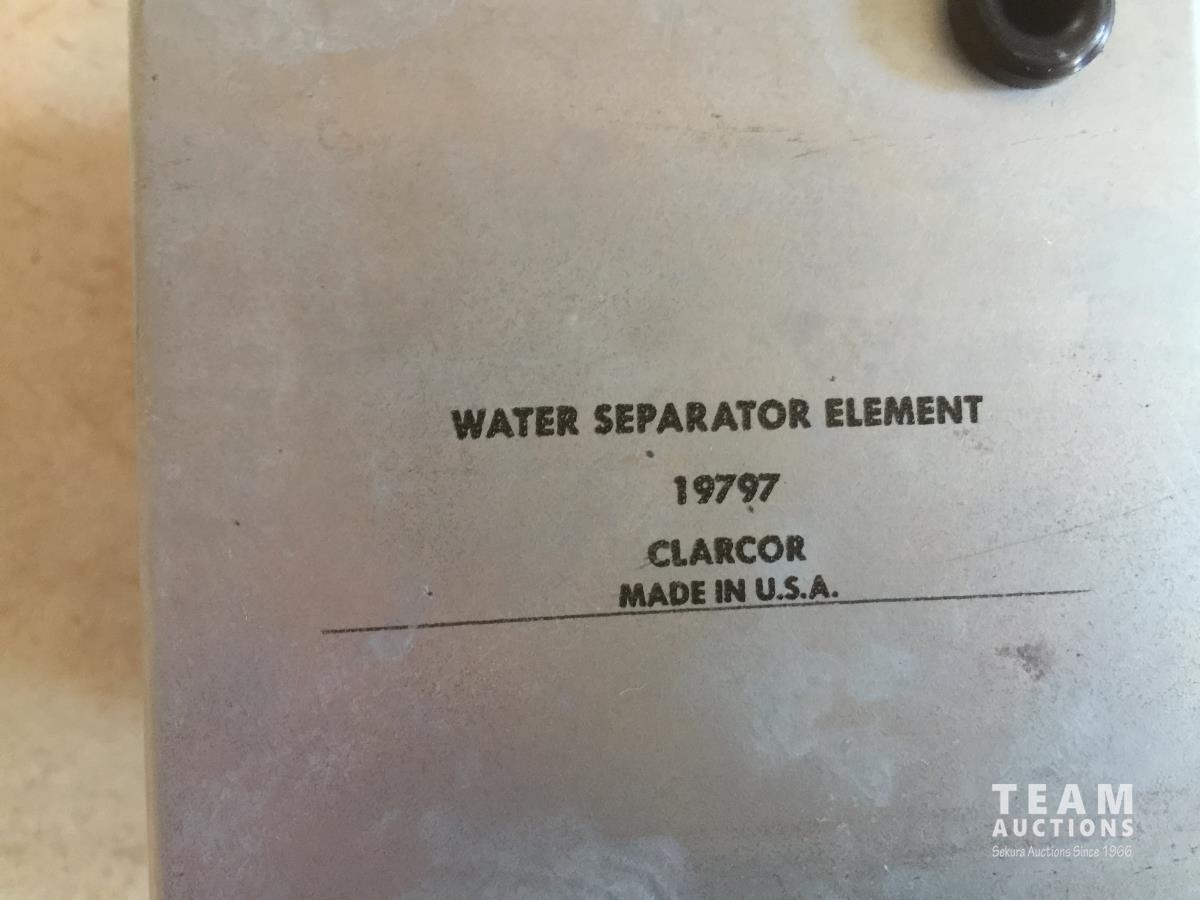 WATER SEPARATOR ELEMENT
19797
CLARCOR
MADE IN U.S.A.
TEAM
AUCTIONS
Sekura Auctions Since 1966